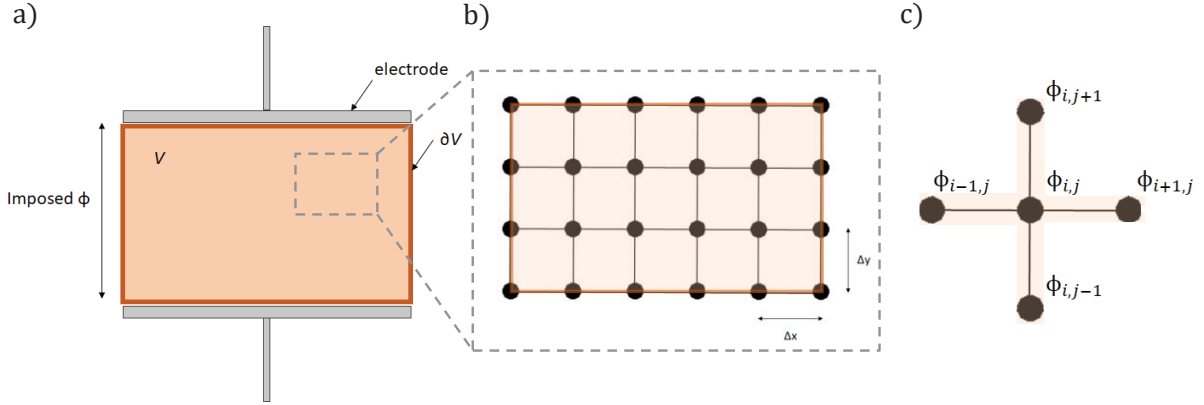 a)
electrode
V
∂V
Imposed ϕ
b)
Δy
Δx
c)
ϕi,j+1
ϕi−1,j
ϕi,j
ϕi+1,j
ϕi,j−1